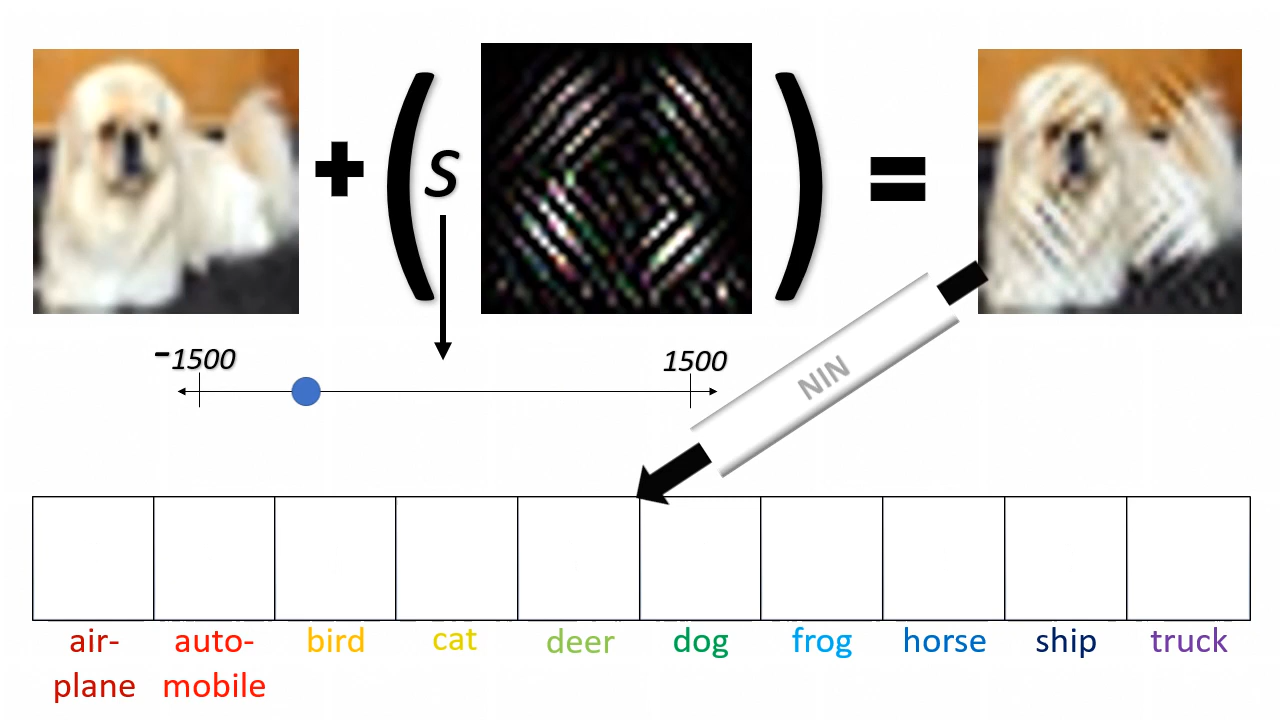 + ( s ) =
-1500
1500
NIN
air-
plane
auto-
mobile
bird
cat
deer
dog
frog
horse
ship
truck